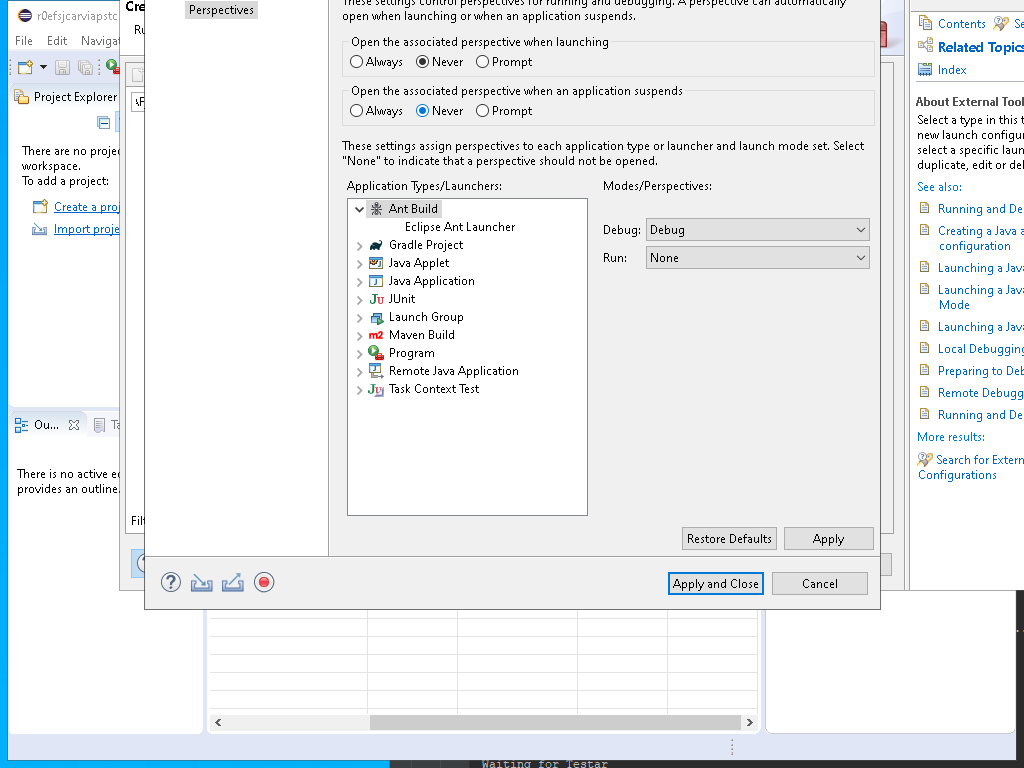 r0efsjcarviapstc
File Edit Navigat
Project Explorer
There are no proje
workspace.
To add a project:
Create a proj
Import proje
Ou...
Ta
There is no active ed
provides an outline.
Cre
Ru
\F
Filt
Perspectives
These settings control perspectives for running and debugging. A perspective can automatically
open when launching or when an application suspends.
Open the associated perspective when launching
Always Never Prompt
Open the associated perspective when an application suspends
Always Never Prompt
These settings assign perspectives to each application type or launcher and launch mode set. Select
"None" to indicate that a perspective should not be opened.
Application Types/Launchers:
Ant Build
Eclipse Ant Launcher
Gradle Project
Java Applet
Java Application
JUnit
Launch Group
Maven Build
Program
Remote Java Application
Task Context Test
Modes/Perspectives:
Debug: Debug
Run: None
Restore Defaults Apply
Apply and Close Cancel
Contents Se
Related Topics
Index
About External Tool
Select a type in this t
new launch configur
select a specific laun
duplicate, edit or del
See also:
Running and De
Creating a Java a
configuration
Launching a Java
Launching a Java
Mode
Launching a Java
Local Debugging
Preparing to Deb
Remote Debugg
Running and De
More results:
Search for Extern
Configurations
Waiting for Testar